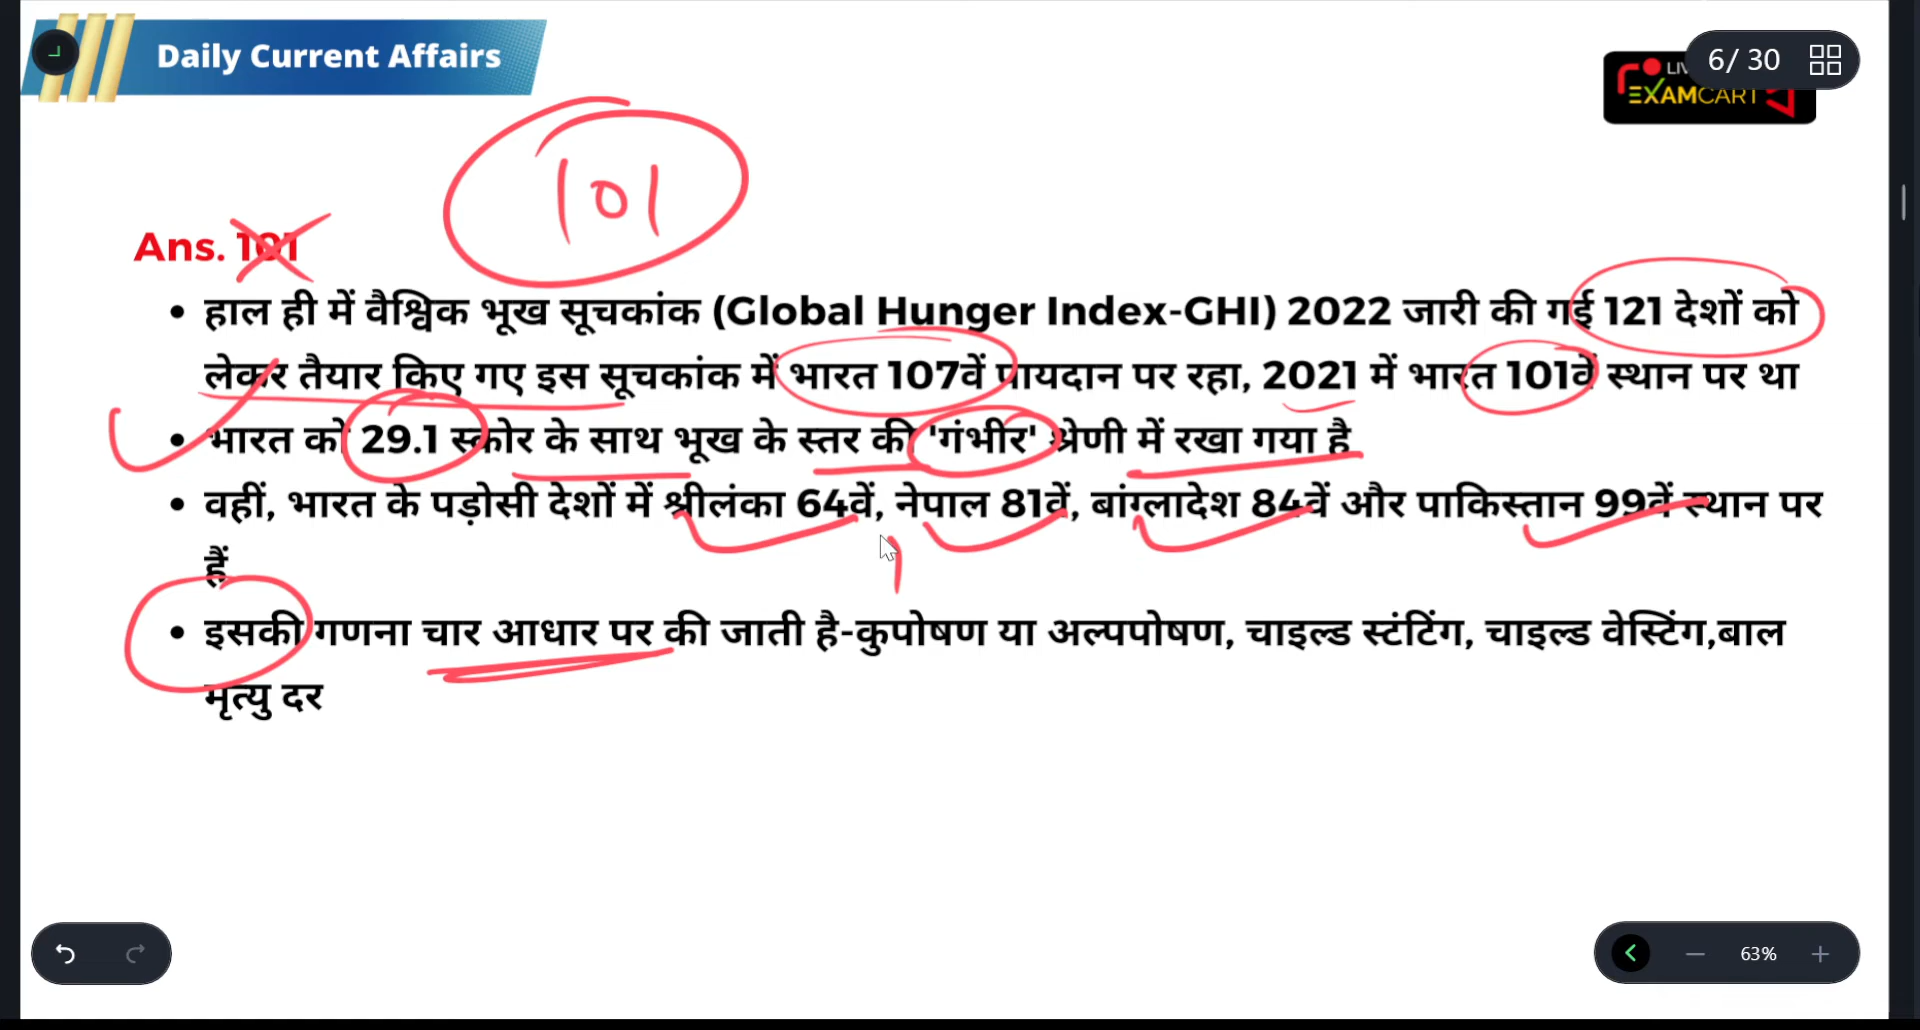 Daily Current Affairs
6/ 30
LIV
EXAMCART
101
Ans. 101
• हाल ही में वैश्विक भूख सूचकांक (Global Hunger Index-GHI) 2022 जारी की गई 121 देशों को
लेकर तैयार किए गए इस सूचकांक में भारत 107वें पायदान पर रहा, 2021 में भारत 101वें स्थान पर था
• भारत को 29.1 स्कोर के साथ भूख के स्तर की 'गंभीर' श्रेणी में रखा गया है
• वहीं, भारत के पड़ोसी देशों में श्रीलंका 64वें, नेपाल 81वें, बांग्लादेश 84वें और पाकिस्तान 99वें स्थान पर
हैं
• इसकी गणना चार आधार पर की जाती है-कुपोषण या अल्पपोषण, चाइल्ड स्टंटिंग, चाइल्ड वेस्टिंग,बाल
मृत्यु दर
63%